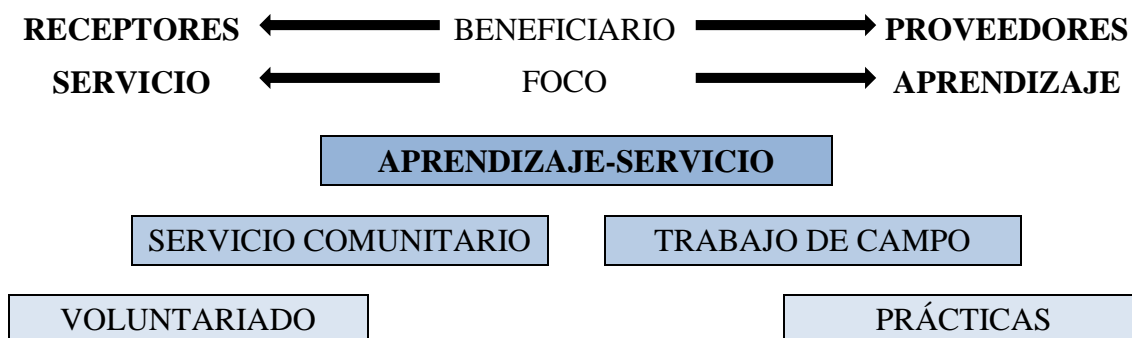 RECEPTORES BENEFICIARIO PROVEEDORES
SERVICIO FOCO APRENDIZAJE
APRENDIZAJE-SERVICIO
SERVICIO COMUNITARIO TRABAJO DE CAMPO
VOLUNTARIADO PRÁCTICAS